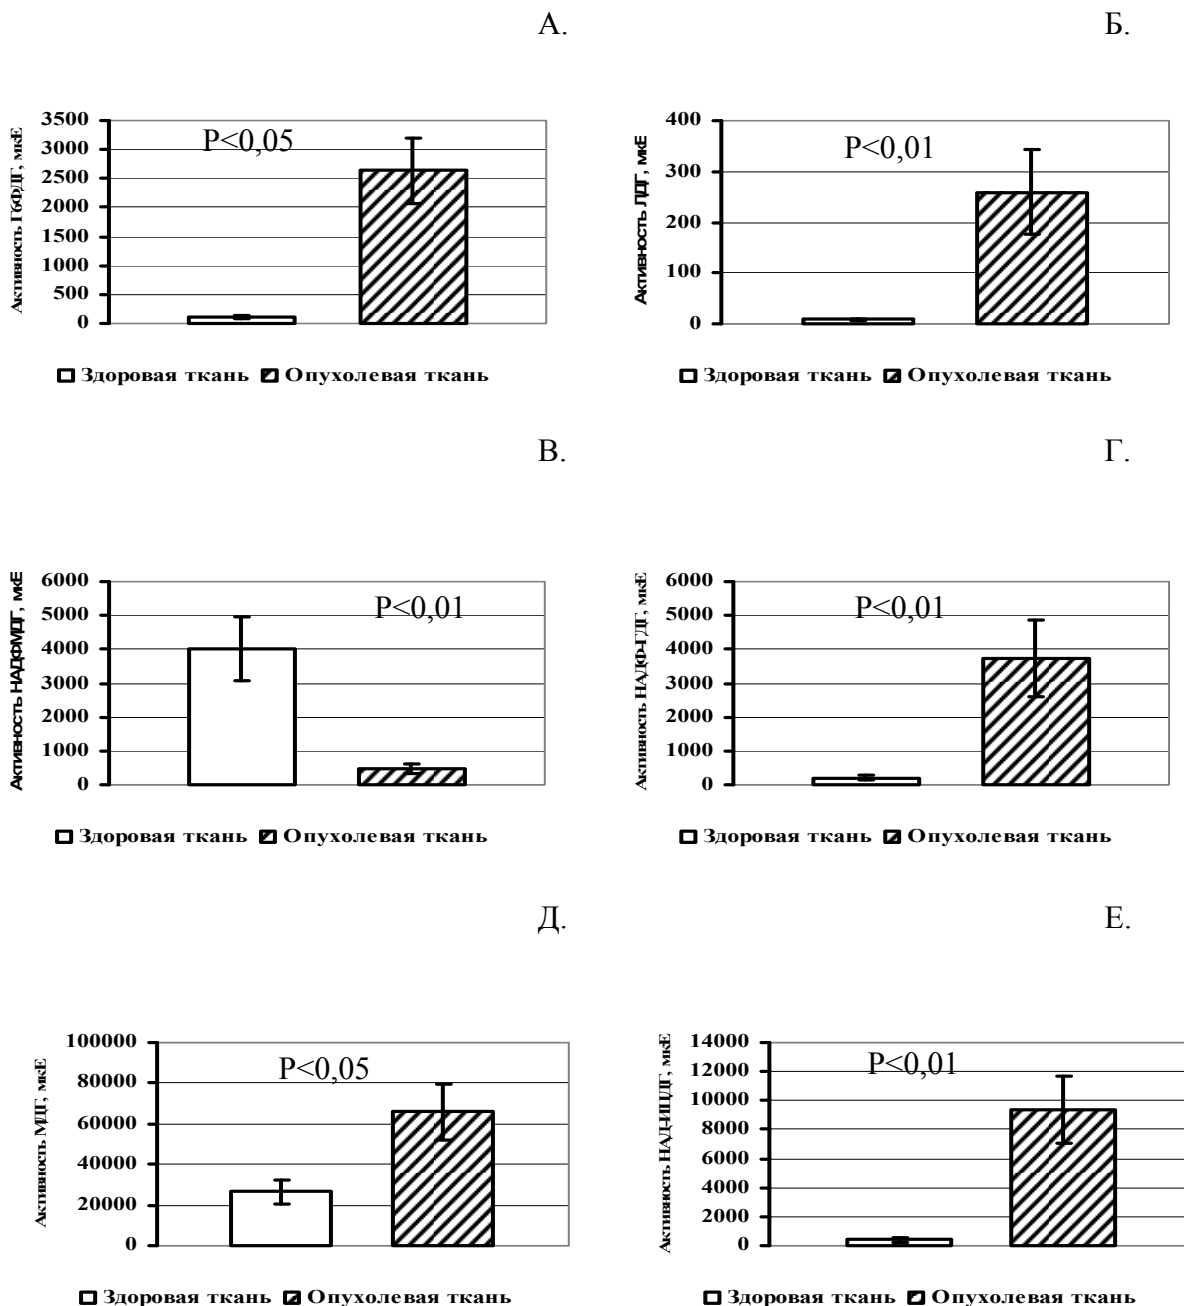 А.
Активность Г6ФДГ, мкЕ
3500
3000
2500
2000
1500
1000
500
0
P<0,05
Здоровая ткань Опухолевая ткань
Б.
Активность ЛДГ, мкЕ
400
300
200
100
0
P<0,01
Здоровая ткань Опухолевая ткань
В.
Активность НАДФМДГ, мкЕ
6000
5000
4000
3000
2000
1000
0
P<0,01
Здоровая ткань Опухолевая ткань
Г.
Активность НАДФ-ГДГ, мкЕ
6000
5000
4000
3000
2000
1000
0
P<0,01
Здоровая ткань Опухолевая ткань
Д.
Активность МДГ, мкЕ
100000
80000
60000
40000
20000
0
P<0,05
Здоровая ткань Опухолевая ткань
Е.
Активность НАД-ИЦДГ, мкЕ
14000
12000
10000
8000
6000
4000
2000
0
P<0,01
Здоровая ткань Опухолевая ткань